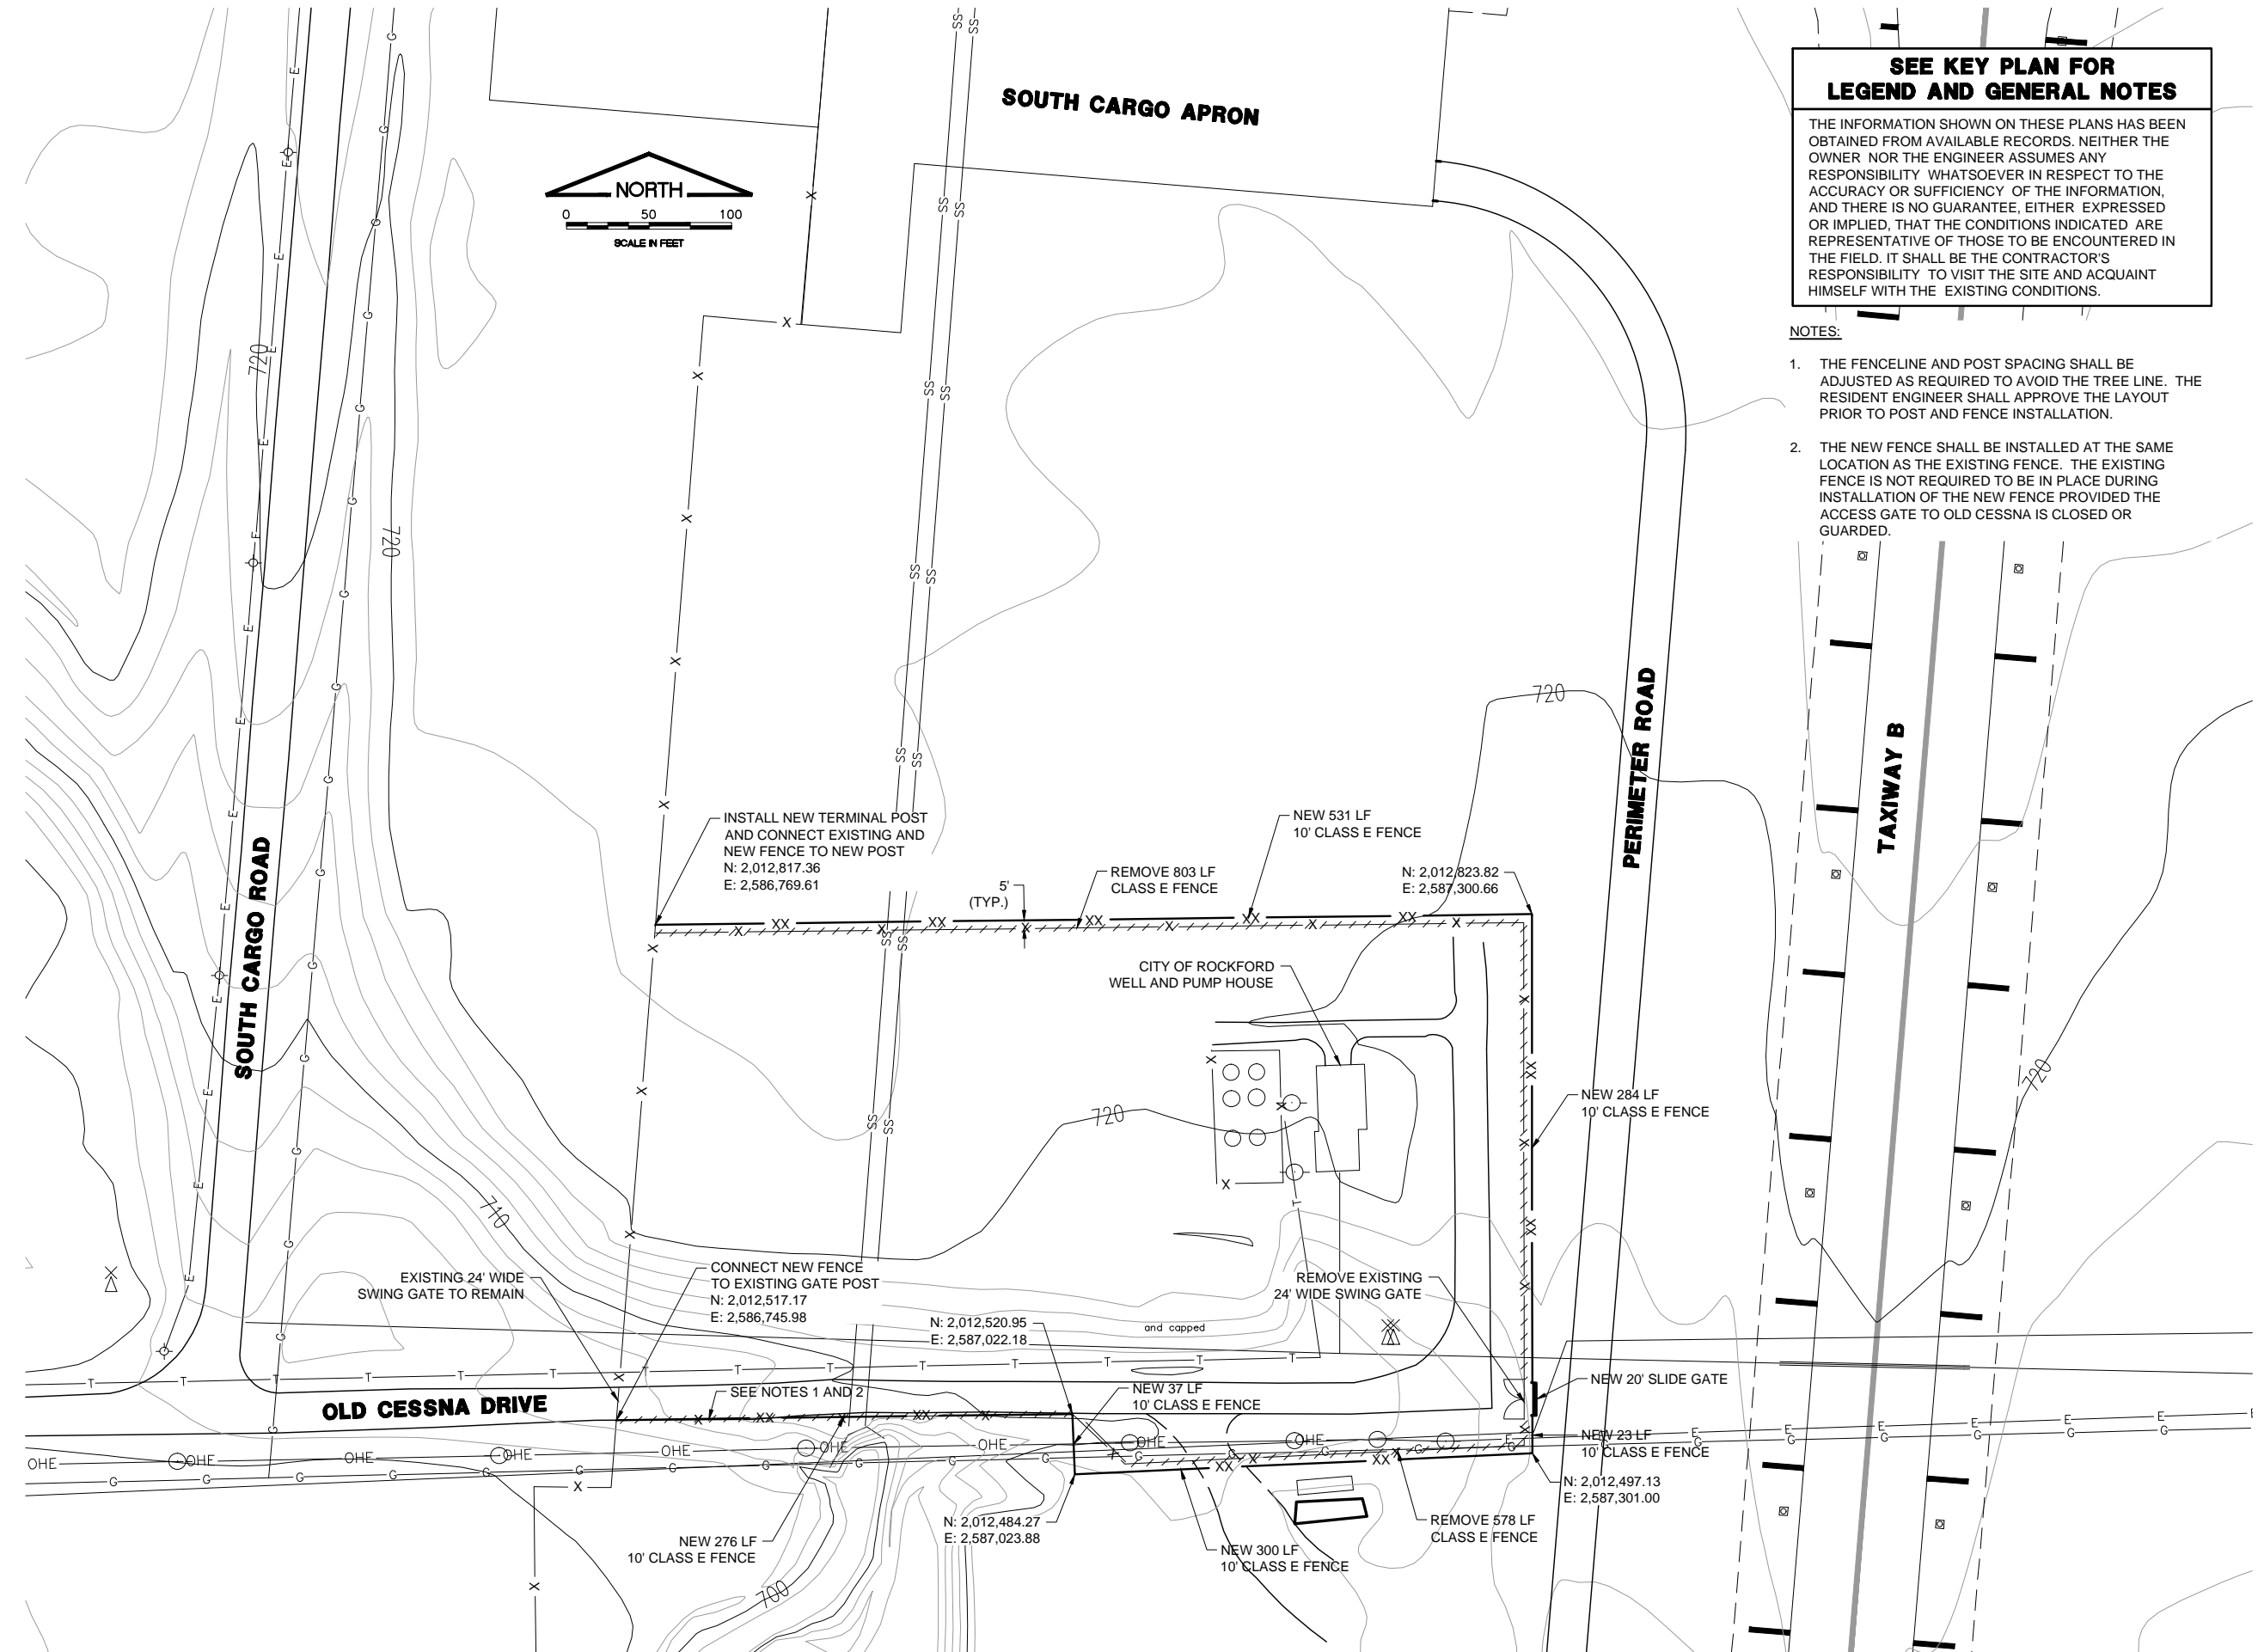 SOUTH CARGO APRON
NORTH
0 50 100
SCALE IN FEET
SEE KEY PLAN FOR
LEGEND AND GENERAL NOTES
THE INFORMATION SHOWN ON THESE PLANS HAS BEEN
OBTAINED FROM AVAILABLE RECORDS. NEITHER THE
OWNER NOR THE ENGINEER ASSUMES ANY
RESPONSIBILITY WHATSOEVER IN RESPECT TO THE
ACCURACY OR SUFFICIENCY OF THE INFORMATION,
AND THERE IS NO GUARANTEE, EITHER EXPRESSED
OR IMPLIED, THAT THE CONDITIONS INDICATED ARE
REPRESENTATIVE OF THOSE TO BE ENCOUNTERED IN
THE FIELD. IT SHALL BE THE CONTRACTOR'S
RESPONSIBILITY TO VISIT THE SITE AND ACQUAINT
HIMSELF WITH THE EXISTING CONDITIONS.
NOTES:
1. THE FENCELINE AND POST SPACING SHALL BE
ADJUSTED AS REQUIRED TO AVOID THE TREE LINE. THE
RESIDENT ENGINEER SHALL APPROVE THE LAYOUT
PRIOR TO POST AND FENCE INSTALLATION.
2. THE NEW FENCE SHALL BE INSTALLED AT THE SAME
LOCATION AS THE EXISTING FENCE. THE EXISTING
FENCE IS NOT REQUIRED TO BE IN PLACE DURING
INSTALLATION OF THE NEW FENCE PROVIDED THE
ACCESS GATE TO OLD CESSNA IS CLOSED OR
GUARDED.
720
720
720
PERIMETER ROAD
TAXIWAY B
SOUTH CARGO ROAD
INSTALL NEW TERMINAL POST
AND CONNECT EXISTING AND
NEW FENCE TO NEW POST
N: 2,012,817.36
E: 2,586,769.61
5'
(TYP.)
REMOVE 803 LF
CLASS E FENCE
NEW 531 LF
10' CLASS E FENCE
N: 2,012,823.82
E: 2,587,300.66
CITY OF ROCKFORD
WELL AND PUMP HOUSE
NEW 284 LF
10' CLASS E FENCE
720
720
710
EXISTING 24' WIDE
SWING GATE TO REMAIN
CONNECT NEW FENCE
TO EXISTING GATE POST
N: 2,012,517.17
E: 2,586,745.98
N: 2,012,520.95
E: 2,587,022.18
and capped
REMOVE EXISTING
24' WIDE SWING GATE
NEW 20' SLIDE GATE
SEE NOTES 1 AND 2
NEW 37 LF
10' CLASS E FENCE
OLD CESSNA DRIVE
NEW 23 LF
10' CLASS E FENCE
N: 2,012,497.13
E: 2,587,301.00
OHE OHE OHE OHE OHE OHE OHE OHE OHE
N: 2,012,484.27
E: 2,587,023.88
REMOVE 578 LF
CLASS E FENCE
NEW 276 LF
10' CLASS E FENCE
NEW 300 LF
10' CLASS E FENCE
700